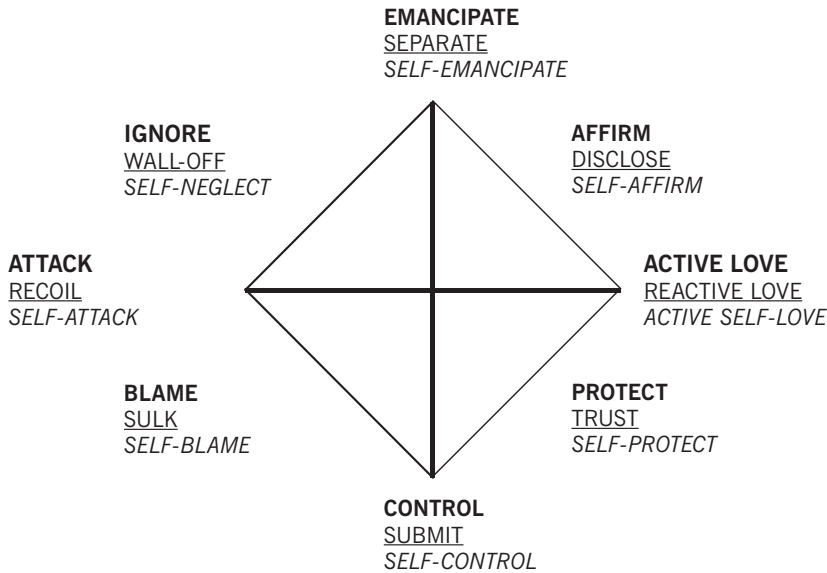 EMANCIPATE
SEPARATE
SELF-EMANCIPATE
IGNORE
WALL-OFF
SELF-NEGLECT
AFFIRM
DISCLOSE
SELF-AFFIRM
ATTACK
RECOIL
SELF-ATTACK
ACTIVE LOVE
REACTIVE LOVE
ACTIVE SELF-LOVE
BLAME
SULK
SELF-BLAME
PROTECT
TRUST
SELF-PROTECT
CONTROL
SUBMIT
SELF-CONTROL